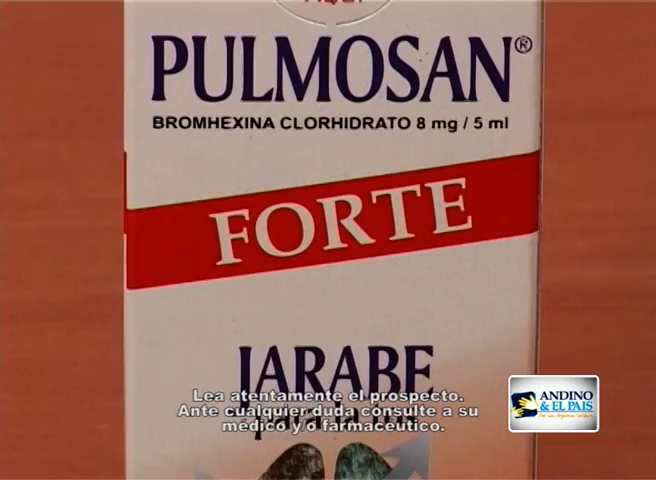 PULMOSAN®
BROMHEXINA CLORHIDRATO 8 mg / 5 ml
FORTE
JARABE
Lea atentamente el prospecto.
Ante cualquier duda consulte a su
médico y/o farmacéutico.
ANDINO
& EL PAIS